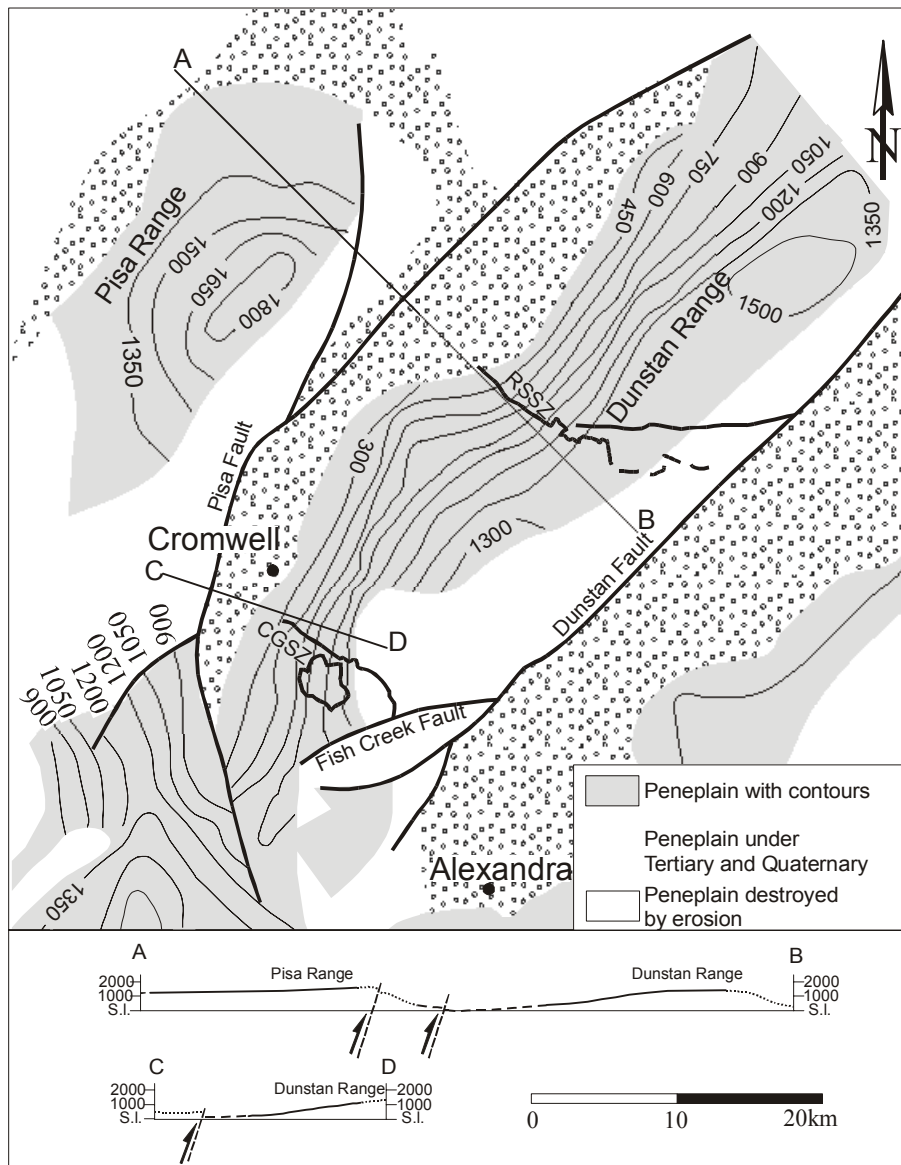 A
N
Pisa Range
1350
1500
1650
1800
450
600
750
900
1050
1200
1350
1500
Dunstan Range
RSSZ
300
Pisa Fault
1300
B
Dunstan Fault
Cromwell
C
CGSZ
D
900
1050
1200
1200
1050
900
Fish Creek Fault
1350
Alexandra
Peneplain with contours
Peneplain under
Tertiary and Quaternary
Peneplain destroyed
by erosion
A
B
Pisa Range
Dunstan Range
2000
1000
S.l.
2000
1000
S.l.
C
D
Dunstan Range
2000
1000
S.l.
2000
1000
S.l.
0
10
20km